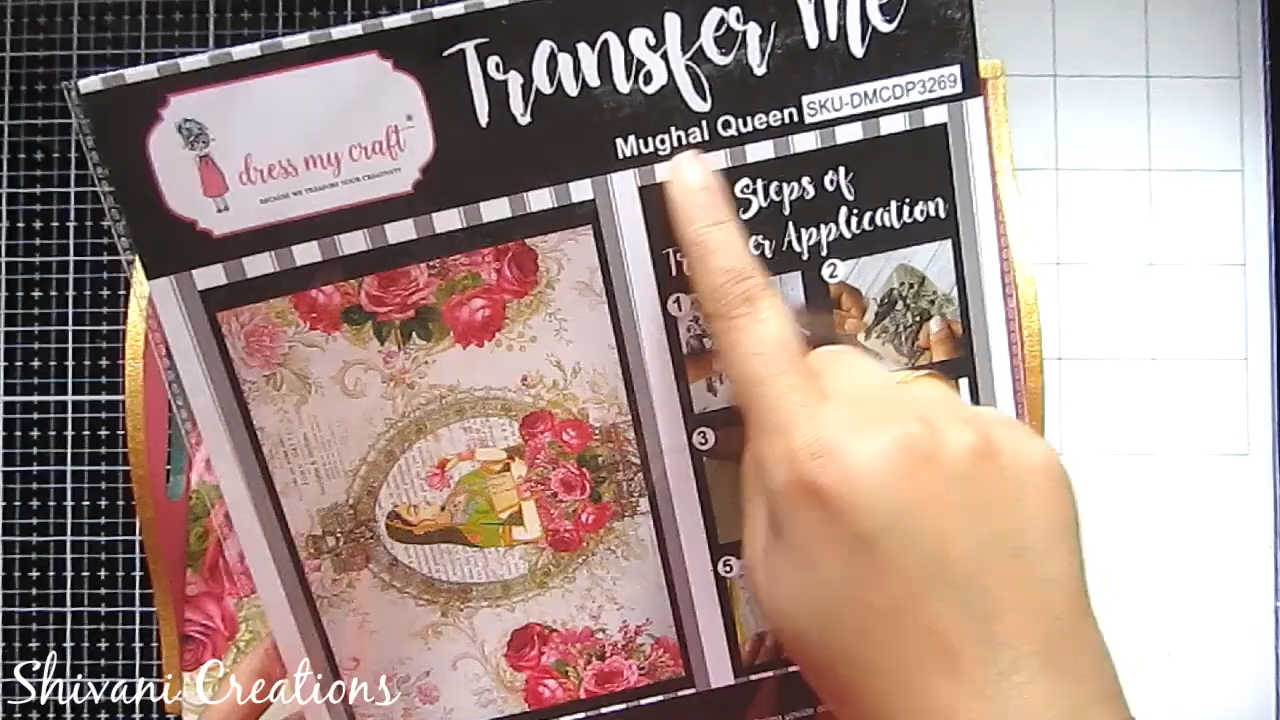 Transfer Me
Mughal Queen SKU-DMCDP3269
dress my craft
BECAUSE WE TREASURE YOUR CREATIVITY
Steps of
Application
1
2
3
5
Shivani Creations